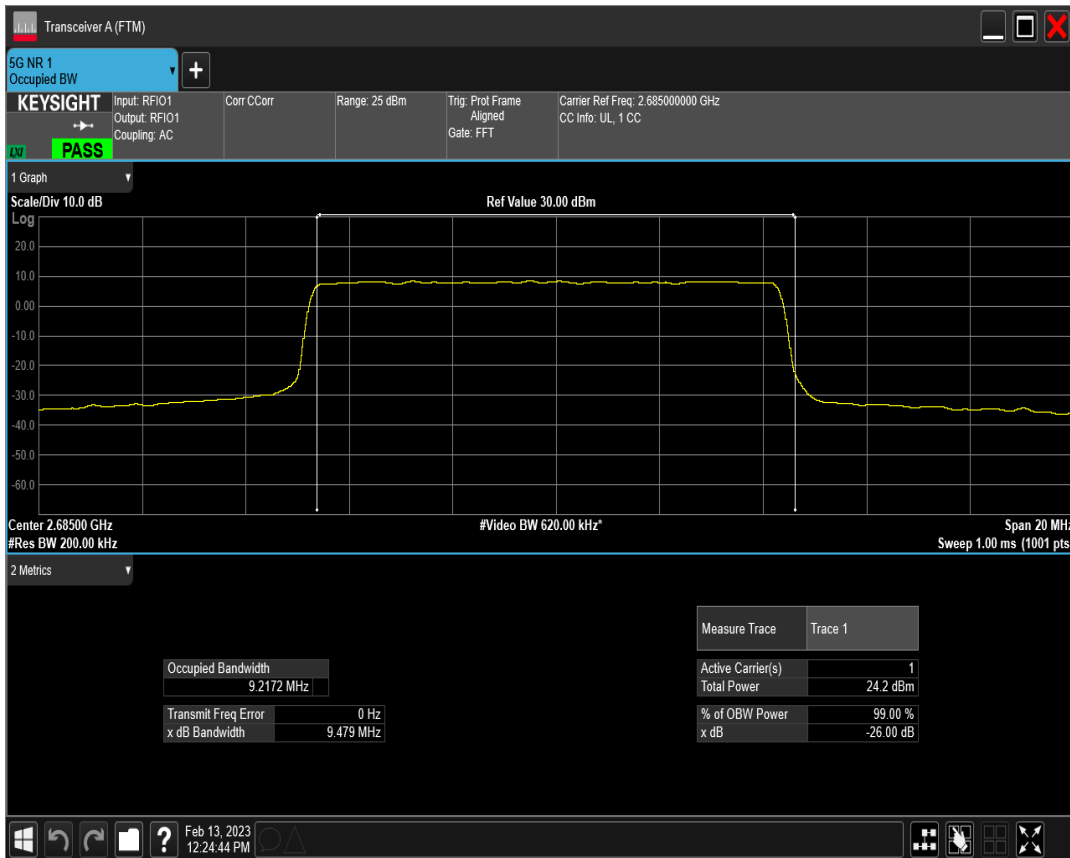 Transceiver A (FTM)
5G NR 1
Occupied BW
+
KEYSIGHT
LXI
PASS
Input: RFIO1
Output: RFIO1
Coupling: AC
Corr CCorr
Range: 25 dBm
Trig: Prot Frame
Aligned
Gate: FFT
Carrier Ref Freq: 2.685000000 GHz
CC Info: UL, 1 CC
1 Graph
Scale/Div 10.0 dB
Ref Value 30.00 dBm
Log
20.0
10.0
0.00
-10.0
-20.0
-30.0
-40.0
-50.0
-60.0
Center 2.68500 GHz
#Video BW 620.00 kHz*
Span 20 MHz
#Res BW 200.00 kHz
Sweep 1.00 ms (1001 pts
2 Metrics
Measure Trace Trace 1
Occupied Bandwidth
9.2172 MHz
Active Carrier(s) 1
Total Power 24.2 dBm
Transmit Freq Error 0 Hz
x dB Bandwidth 9.479 MHz
% of OBW Power 99.00 %
x dB -26.00 dB
?
Feb 13, 2023
12:24:44 PM